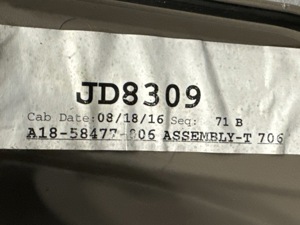 JD8309
Cab Date:08/18/16 Seq: 71 B
A18-58477-006 ASSEMBLY-T 706